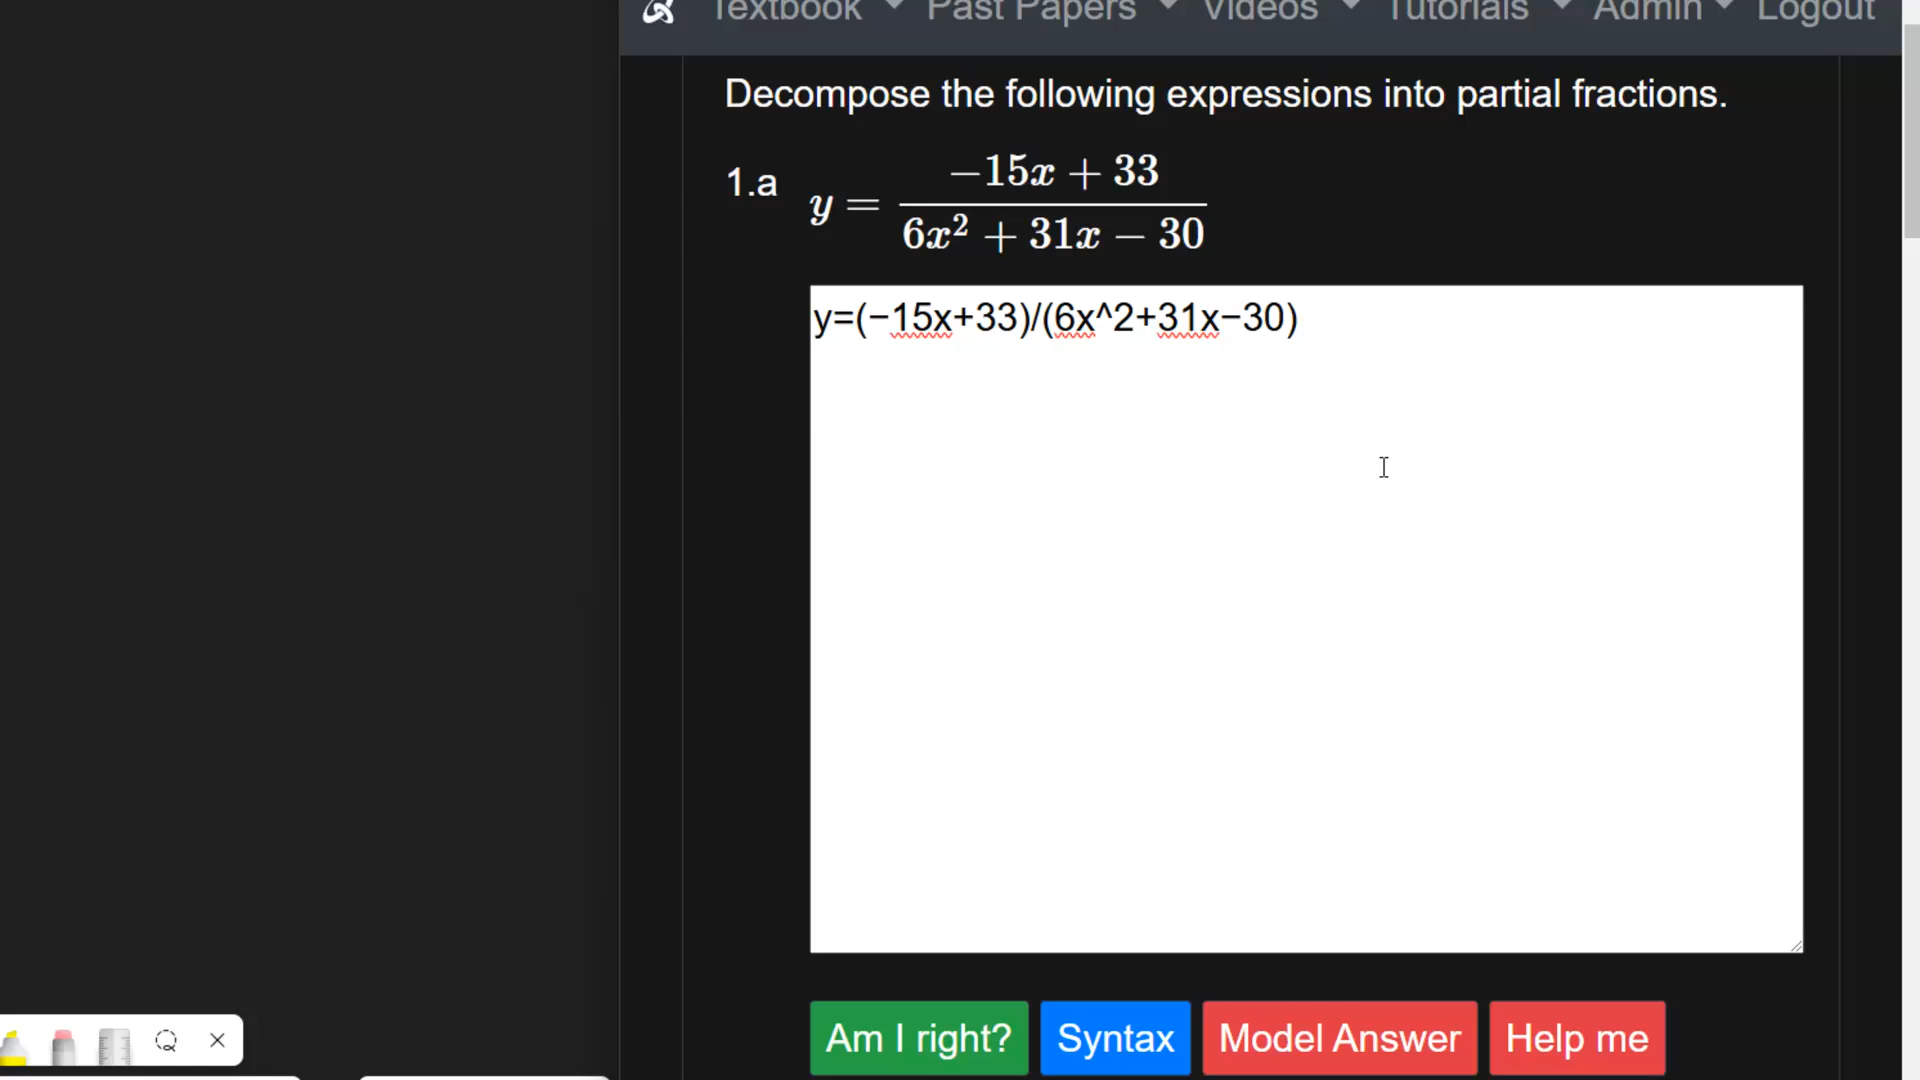 Textbook Past Papers Videos Tutorials Admin Logout
Decompose the following expressions into partial fractions.
1.a y = −15x + 33 / 6x² + 31x − 30
y=(−15x+33)/(6x^2+31x−30)
Am I right? Syntax Model Answer Help me